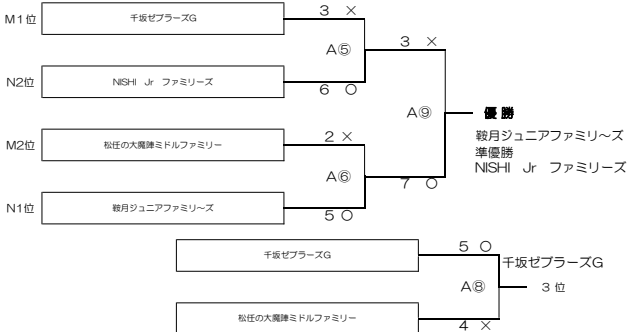 M1位 千坂ゼブラーズG 3 ×
A⑤ 3 ×
N2位 NISHI Jr ファミリーズ 6 ○
A⑨ 優勝
鞍月ジュニアファミリ～ズ
M2位 松任の大魔陣ミドルファミリー 2 ×
準優勝
NISHI Jr ファミリーズ
A⑥ 7 ○
N1位 鞍月ジュニアファミリ～ズ 5 ○
千坂ゼブラーズG 5 ○
千坂ゼブラーズG
A⑧ 3位
松任の大魔陣ミドルファミリー 4 ×